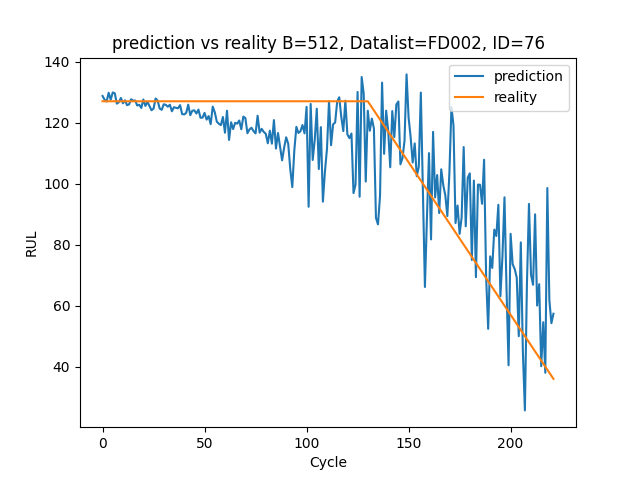 prediction vs reality B=512, Datalist=FD002, ID=76
prediction
reality
140
120
100
80
60
40
RUL
0
50
100
150
200
Cycle